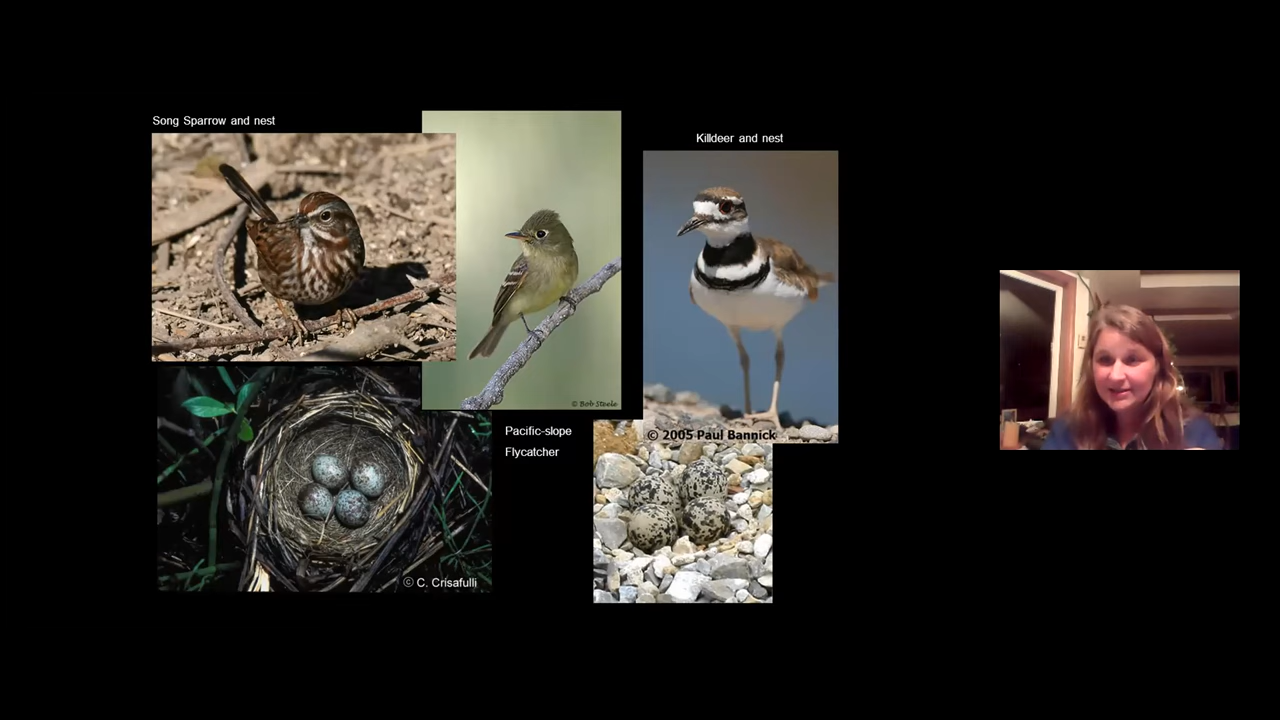 Song Sparrow and nest
Killdeer and nest
© Bob Steele
Pacific-slope
Flycatcher
© 2005 Paul Bannick
© C. Crisafulli